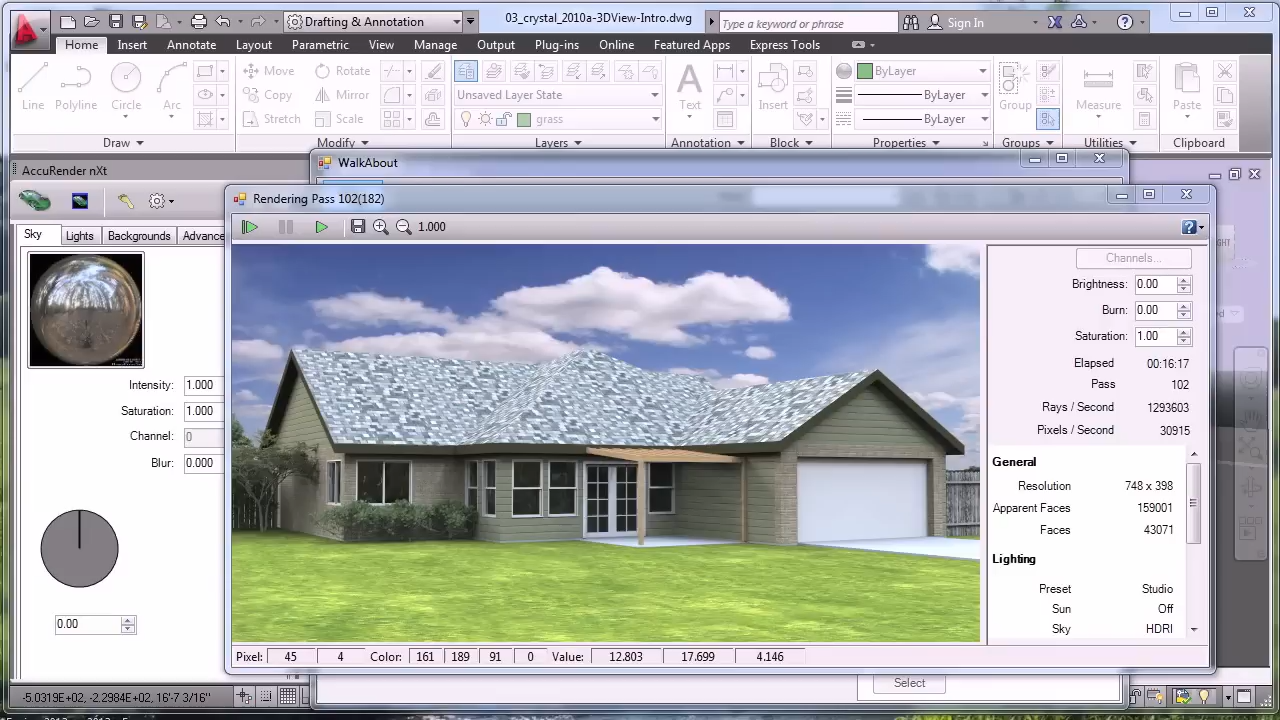 Drafting & Annotation
03_crystal_2010a-3DView-Intro.dwg
Type a keyword or phrase
Sign In
Home Insert Annotate Layout Parametric View Manage Output Plug-ins Online Featured Apps Express Tools
Line Polyline Circle Arc
Move Rotate
Copy Mirror
Stretch Scale
Unsaved Layer State
grass
Text
Insert
ByLayer
ByLayer
ByLayer
Group
Measure
Paste
Draw Modify Layers Annotation Block Properties Groups Utilities Clipboard
AccuRender nXt
WalkAbout
Rendering Pass 102(182)
1.000
Sky Lights Backgrounds Advance
Intensity: 1.000
Saturation: 1.000
Channel: 0
Blur: 0.000
0.00
Channels...
Brightness: 0.00
Burn: 0.00
Saturation: 1.00
Elapsed 00:16:17
Pass 102
Rays / Second 1293603
Pixels / Second 30915
General
Resolution 748 x 398
Apparent Faces 159001
Faces 43071
Lighting
Preset Studio
Sun Off
Sky HDRI
Pixel: 45 4 Color: 161 189 91 0 Value: 12.803 17.699 4.146
Select
-5.0319E+02, -2.2984E+02, 16'-7 3/16"